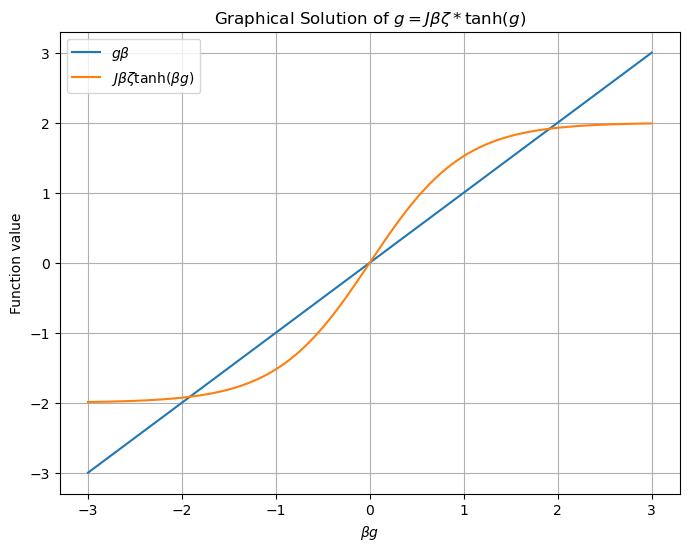 Graphical Solution of g = Jβζ * tanh(g)
gβ
Jβζtanh(βg)
3
2
1
0
−1
−2
−3
Function value
−3 −2 −1 0 1 2 3
βg